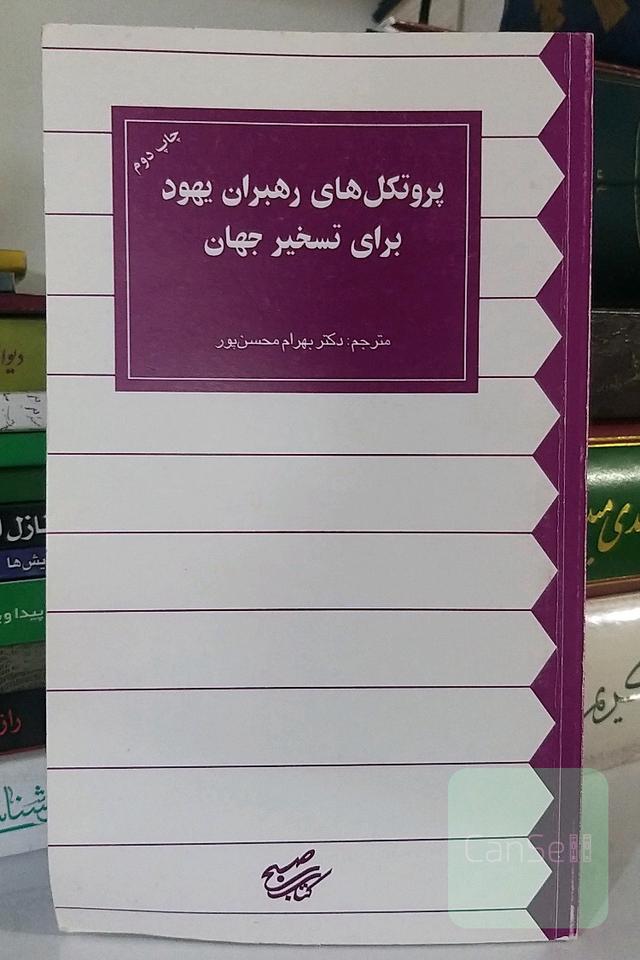 چاپ دوم
پروتکل‌های رهبران یهود
برای تسخیر جهان
مترجم: دکتر بهرام محسن‌پور
کتاب صبح
CanSell